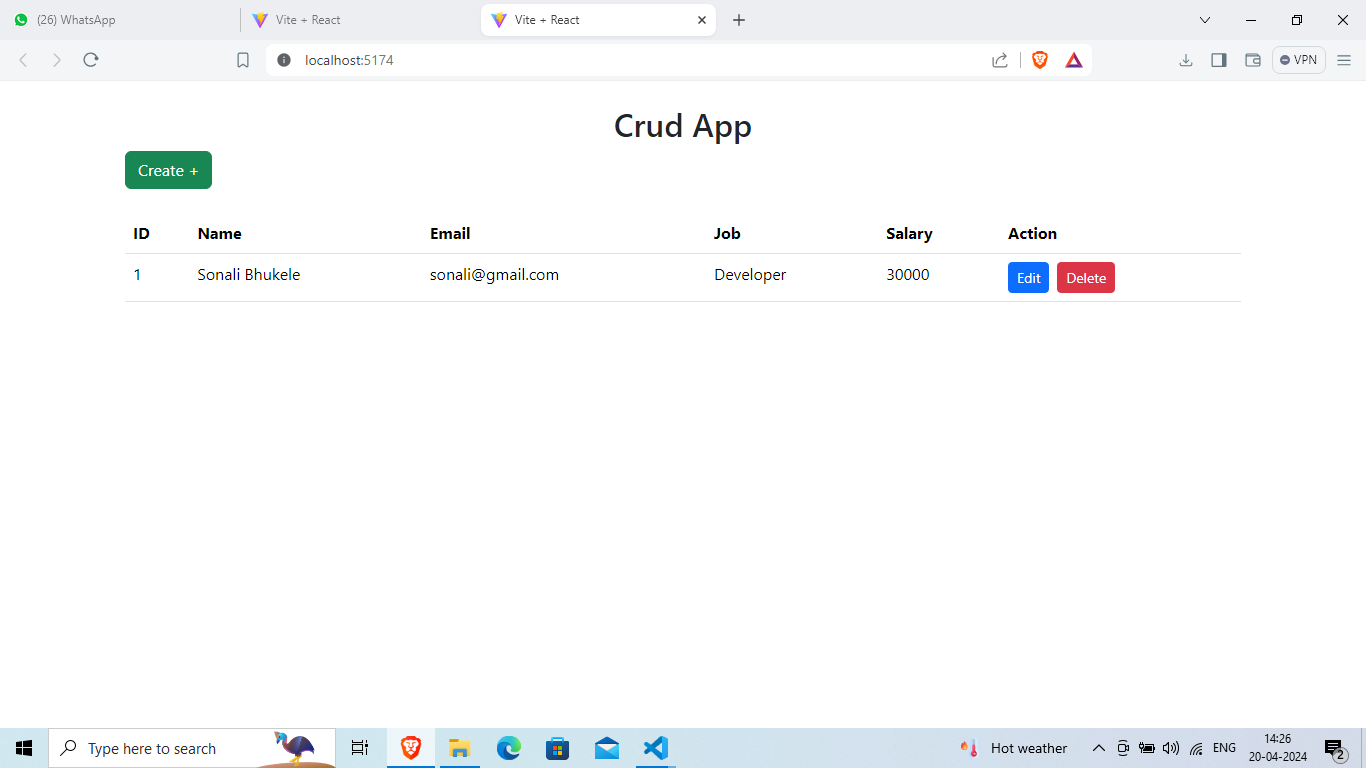 (26) WhatsApp
Vite + React
Vite + React
localhost:5174
VPN
Crud App
Create +
ID Name Email Job Salary Action
1 Sonali Bhukele sonali@gmail.com Developer 30000 Edit Delete
Type here to search
Hot weather
ENG
14:26
20-04-2024
2